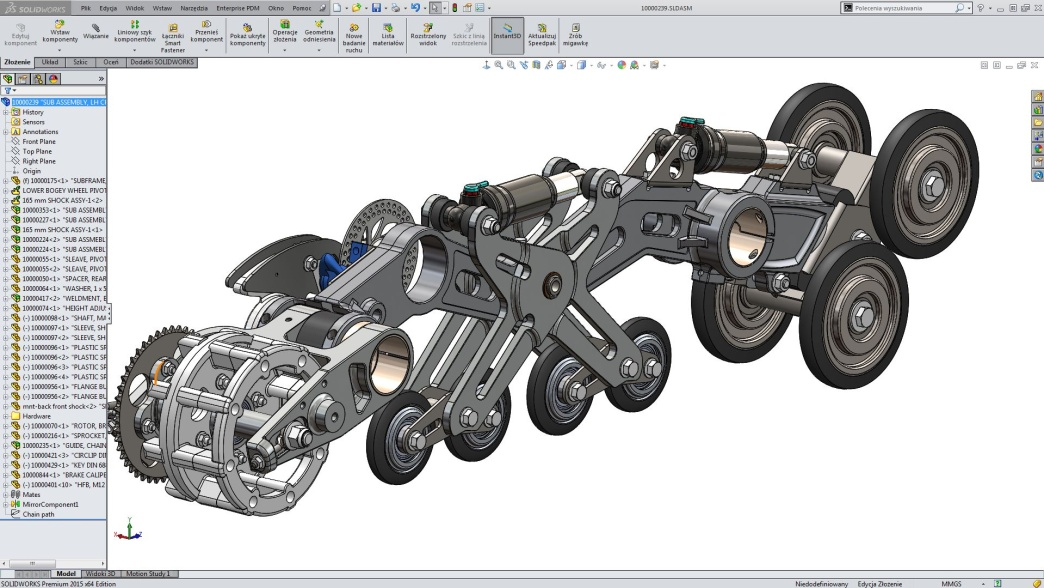 SOLIDWORKS
Plik Edycja Widok Wstaw Narzędzia Enterprise PDM Okno Pomoc
10000239.SLDASM
Polecenia wyszukiwania
Edytuj komponent
Wstaw komponenty
Wiązanie
Liniowy szyk komponentów
Łączniki Smart Fastener
Przenieś komponent
Pokaż ukryte komponenty
Operacje złożenia
Geometria odniesienia
Nowe badanie ruchu
Lista materiałów
Rozstrzelony widok
Szkic z linią rozstrzelenia
Instant3D
Aktualizuj Speedpak
Zrób migawkę
Złożenie Układ Szkic Oceń Dodatki SOLIDWORKS
10000239 "SUB ASSEMBLY, LH C
History
Sensors
Annotations
Front Plane
Top Plane
Right Plane
Origin
(f) 10000175<1> "SUBFRAME,
LOWER BOGEY WHEEL PIVOT
165 mm SHOCK ASSY-1<2>
10000353<1> "SUB ASSEMBL
10000227<1> "SUB ASSEMBL
165 mm SHOCK ASSY-1<1>
10000224<2> "SUB ASSMEBL
10000224<1> "SUB ASSMEBL
10000055<1> "SLEAVE, PIVOT
10000055<2> "SLEAVE, PIVOT
10000050<1> "SPACER, REAR
10000064<1> "WASHER, 1 x 5
10000417<2> "WELDMENT, E
10000074<1> "HEIGHT ADJU
(-) 10000098<1> "SHAFT, MA
(-) 10000097<1> "SLEEVE, SH
(-) 10000097<2> "SLEEVE, SH
(-) 10000096<1> "PLASTIC SP
(-) 10000096<2> "PLASTIC SP
(-) 10000096<3> "PLASTIC SP
(-) 10000096<4> "PLASTIC SP
(-) 10000956<1> "FLANGE BU
(-) 10000956<2> "FLANGE BU
mnt-back front shock<2> "S
Hardware
(-) 10000070<1> "ROTOR, BR
(-) 10000216<1> "SPROCKET,
10000235<1> "GUIDE, CHAIN
(-) 10000421<3> "CIRCLIP DI
(-) 10000429<1> "KEY DIN 68
10000844<1> "BRAKE CALIPE
(-) 10000401<10> "HFB, M12
Mates
MirrorComponent1
Chain path
Y
X
Z
Model Widoki 3D Motion Study 1
SOLIDWORKS Premium 2015 x64 Edition
Niedodefiniowany Edycja Złożenie MMGS